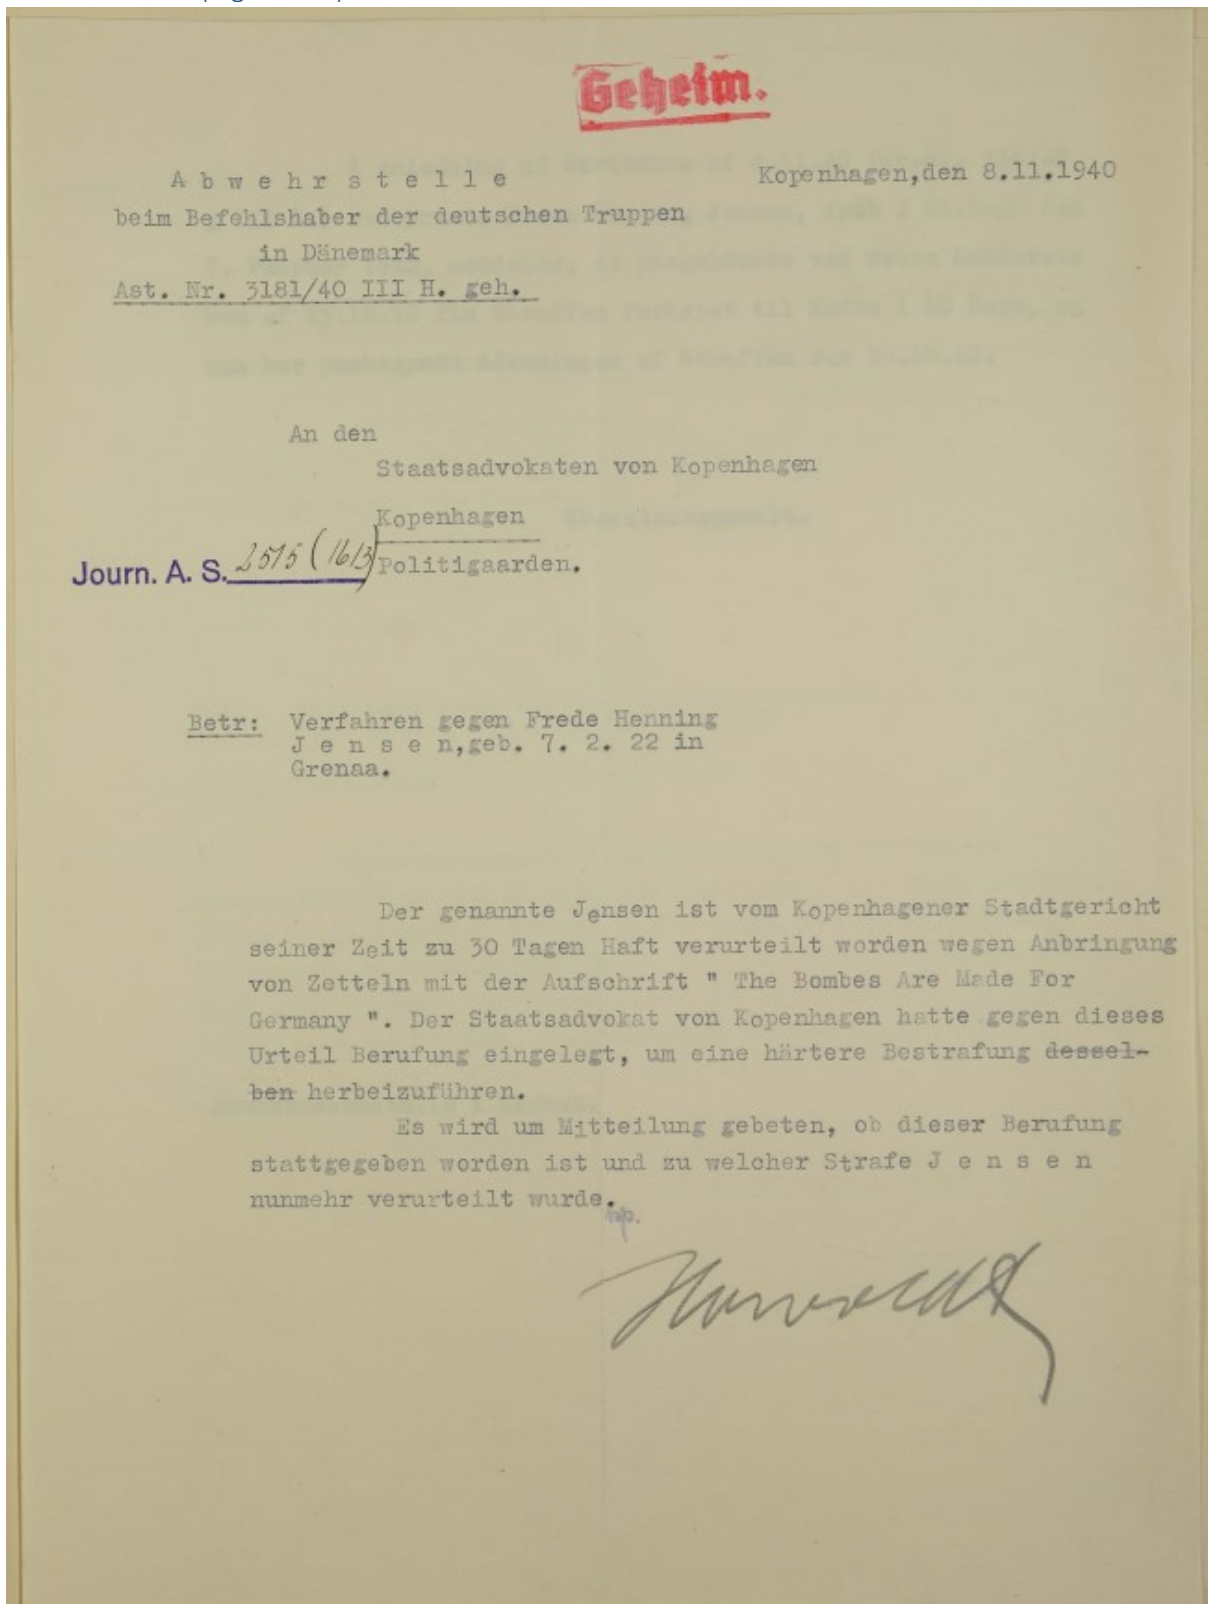 Geheim.
Abwehrstelle
Kopenhagen,den 8.11.1940
beim Befehlshaber der deutschen Truppen
in Dänemark
Ast. Nr. 3181/40 III H. geh.
An den
Staatsadvokaten von Kopenhagen
Kopenhagen
Journ. A. S. 2515 (1613) Politigaarden.
Betr: Verfahren gegen Frede Henning
Jensen,geb. 7. 2. 22 in
Grenaa.
Der genannte Jensen ist vom Kopenhagener Stadtgericht
seiner Zeit zu 30 Tagen Haft verurteilt worden wegen Anbringung
von Zetteln mit der Aufschrift " The Bombes Are Made For
Germany ". Der Staatsadvokat von Kopenhagen hatte gegen dieses
Urteil Berufung eingelegt, um eine härtere Bestrafung dessel-
ben herbeizuführen.
Es wird um Mitteilung gebeten, ob dieser Berufung
stattgegeben worden ist und zu welcher Strafe Jensen
nunmehr verurteilt wurde.